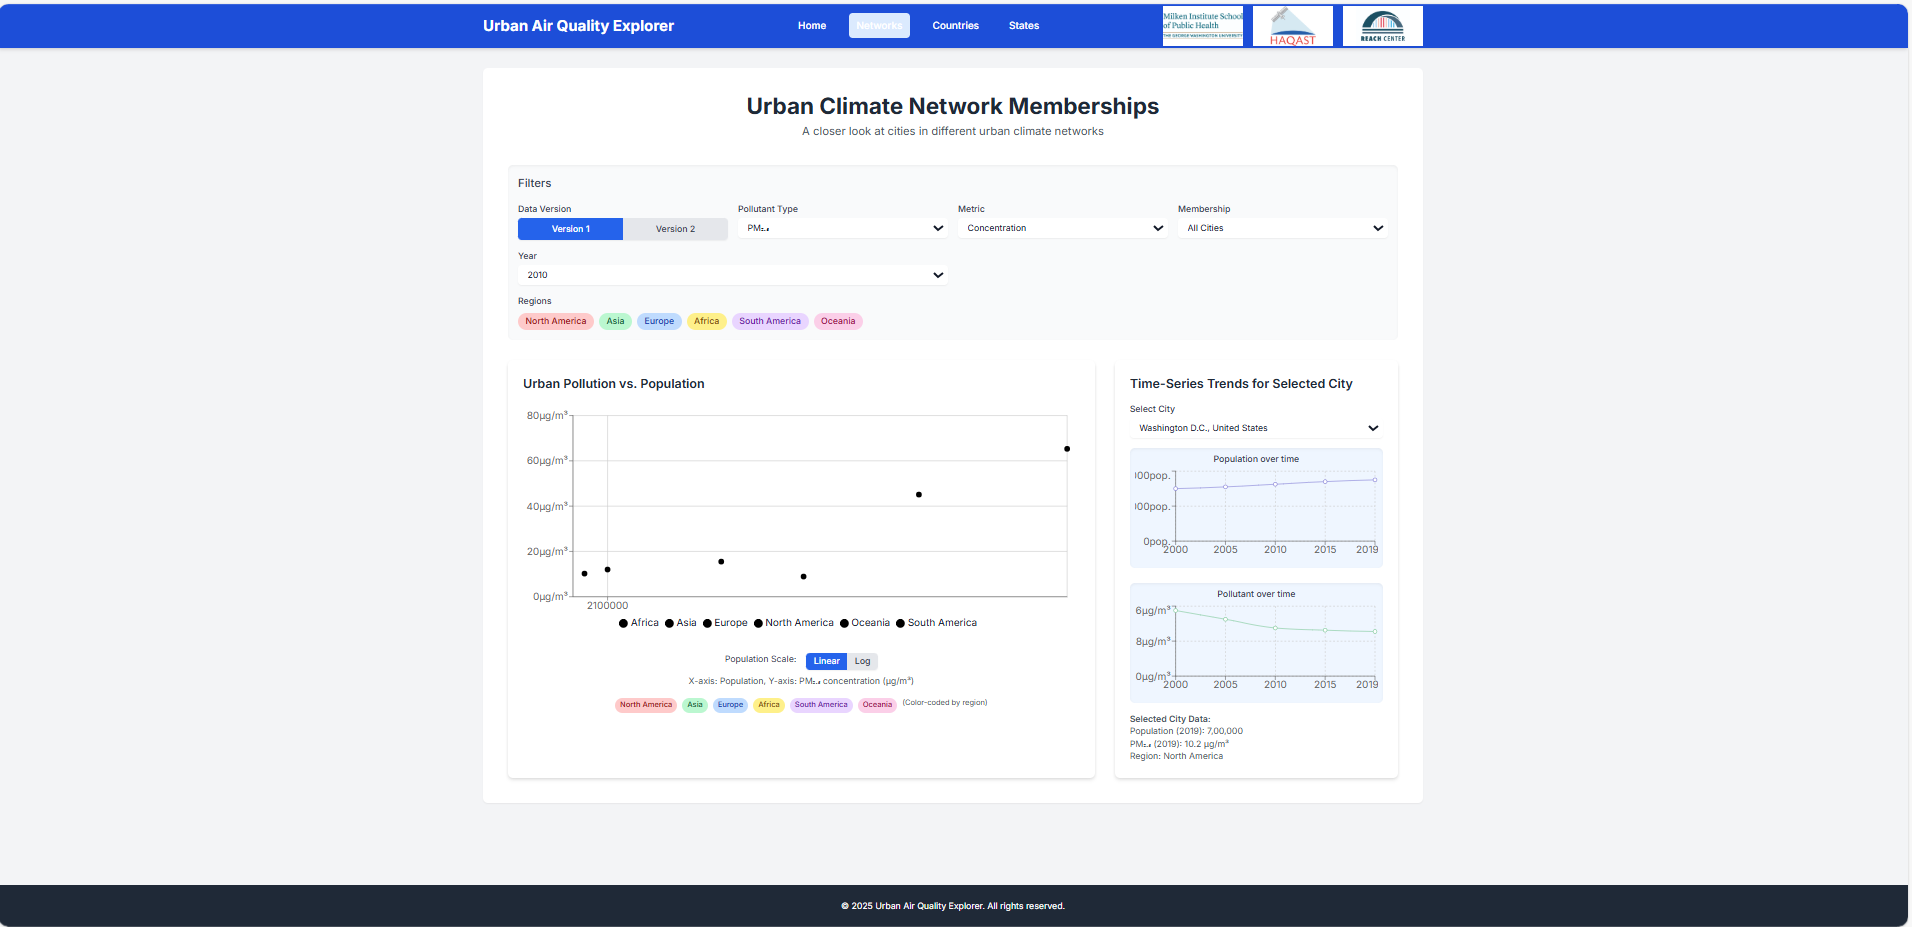 Urban Air Quality Explorer
Home
Networks
Countries
States
Milken Institute School
of Public Health
THE GEORGE WASHINGTON UNIVERSITY
HAQAST
REACH CENTER
Urban Climate Network Memberships
A closer look at cities in different urban climate networks
Filters
Data Version
Version 1
Version 2
Pollutant Type
PM₂.₅
Metric
Concentration
Membership
All Cities
Year
2010
Regions
North America
Asia
Europe
Africa
South America
Oceania
Urban Pollution vs. Population
80µg/m³
60µg/m³
40µg/m³
20µg/m³
0µg/m³
2100000
Africa
Asia
Europe
North America
Oceania
South America
Population Scale:
Linear
Log
X-axis: Population, Y-axis: PM₂.₅ concentration (µg/m³)
North America
Asia
Europe
Africa
South America
Oceania
(Color-coded by region)
Time-Series Trends for Selected City
Select City
Washington D.C., United States
Population over time
000pop.
000pop.
0pop.
2000
2005
2010
2015
2019
Pollutant over time
6µg/m³
8µg/m³
0µg/m³
2000
2005
2010
2015
2019
Selected City Data:
Population (2019): 7,00,000
PM₂.₅ (2019): 10.2 µg/m³
Region: North America
© 2025 Urban Air Quality Explorer. All rights reserved.